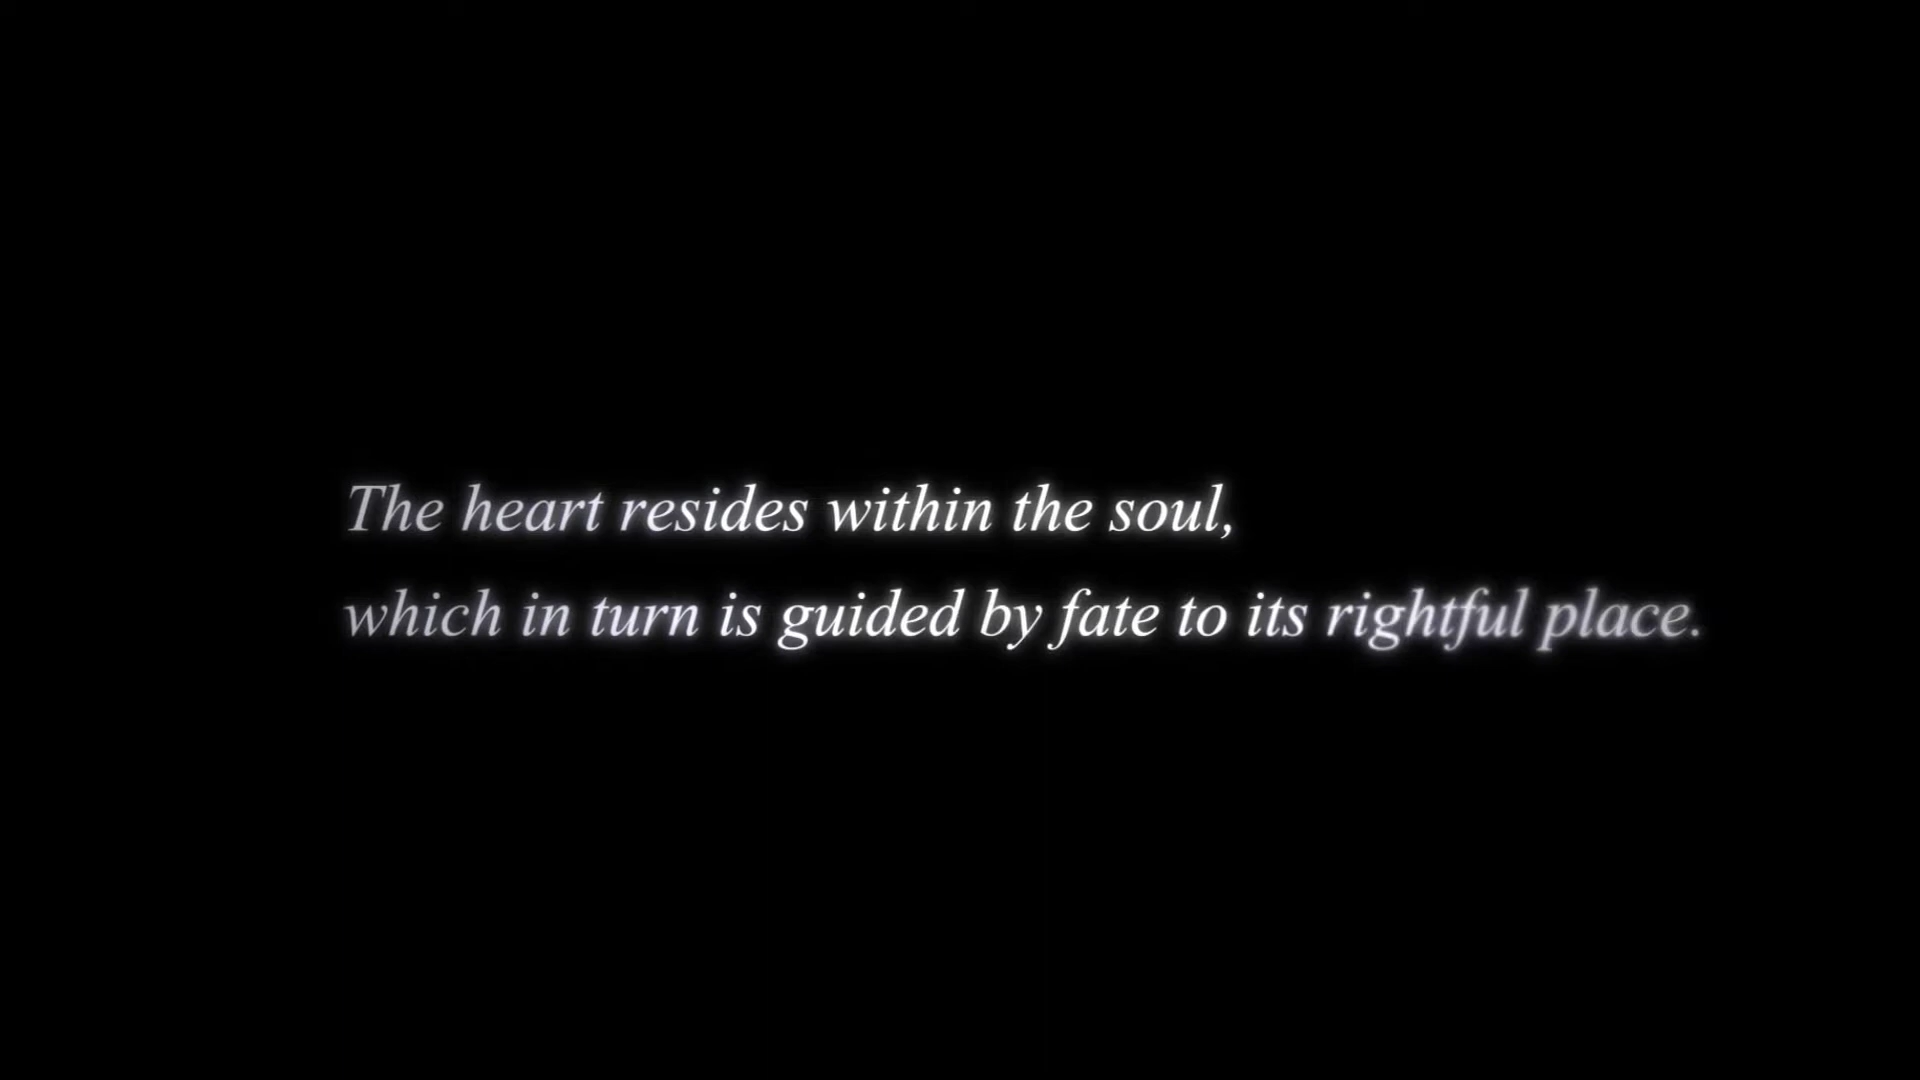 The heart resides within the soul,
which in turn is guided by fate to its rightful place.